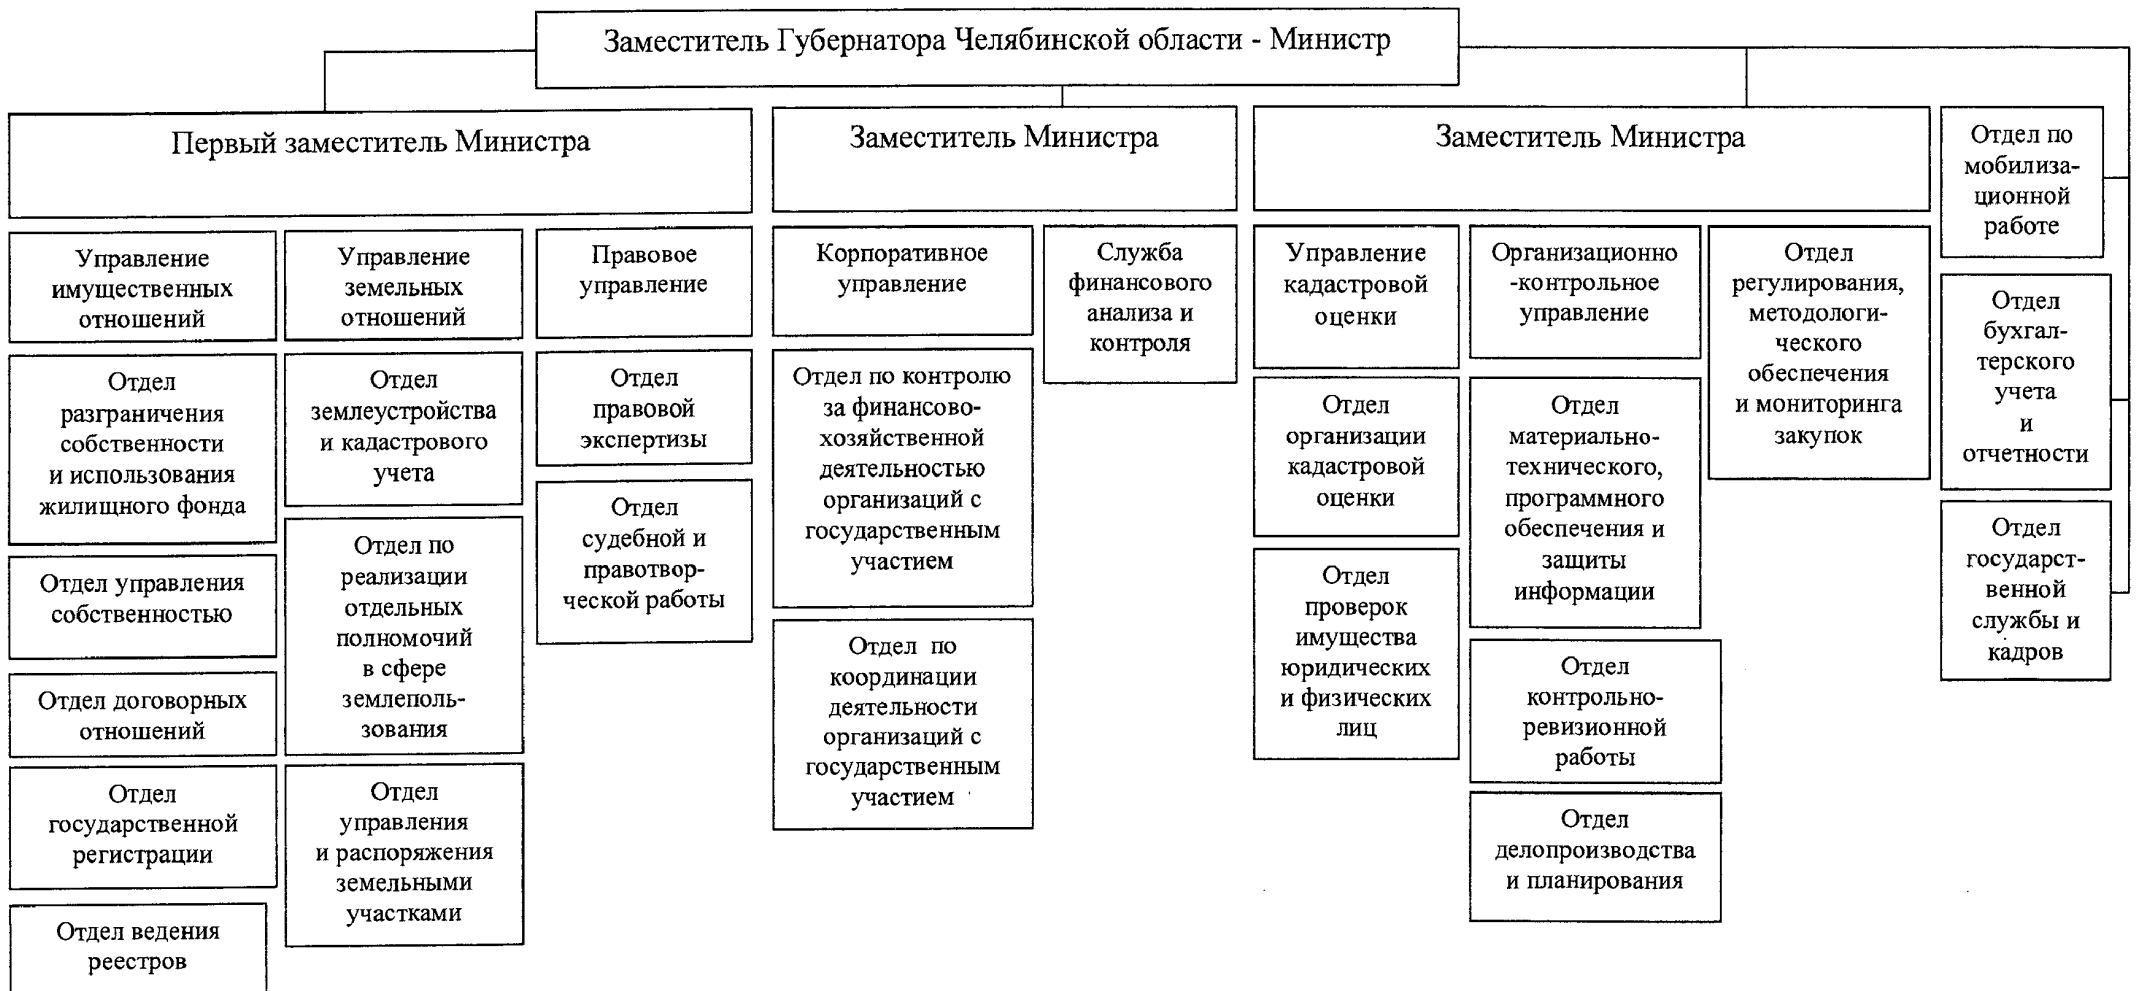 Заместитель Губернатора Челябинской области - Министр
Первый заместитель Министра
Заместитель Министра
Заместитель Министра
Отдел по
мобилиза-
ционной
работе
Управление
имущественных
отношений
Управление
земельных
отношений
Правовое
управление
Корпоративное
управление
Служба
финансового
анализа и
контроля
Управление
кадастровой
оценки
Организационно
-контрольное
управление
Отдел
регулирования,
методологи-
ческого
обеспечения
и мониторинга
закупок
Отдел
бухгал-
терского
учета
и
отчетности
Отдел
разграничения
собственности
и использования
жилищного фонда
Отдел
землеустройства
и кадастрового
учета
Отдел
правовой
экспертизы
Отдел по контролю
за финансово-
хозяйственной
деятельностью
организаций с
государственным
участием
Отдел
организации
кадастровой
оценки
Отдел
материально-
технического,
программного
обеспечения и
защиты
информации
Отдел
государст-
венной
службы и
кадров
Отдел управления
собственностью
Отдел по
реализации
отдельных
полномочий
в сфере
землеполь-
зования
Отдел
судебной и
правотвор-
ческой работы
Отдел по
координации
деятельности
организаций с
государственным
участием
Отдел
проверок
имущества
юридических
и физических
лиц
Отдел
контрольно-
ревизионной
работы
Отдел договорных
отношений
Отдел
государственной
регистрации
Отдел
управления
и распоряжения
земельными
участками
Отдел
делопроизводства
и планирования
Отдел ведения
реестров